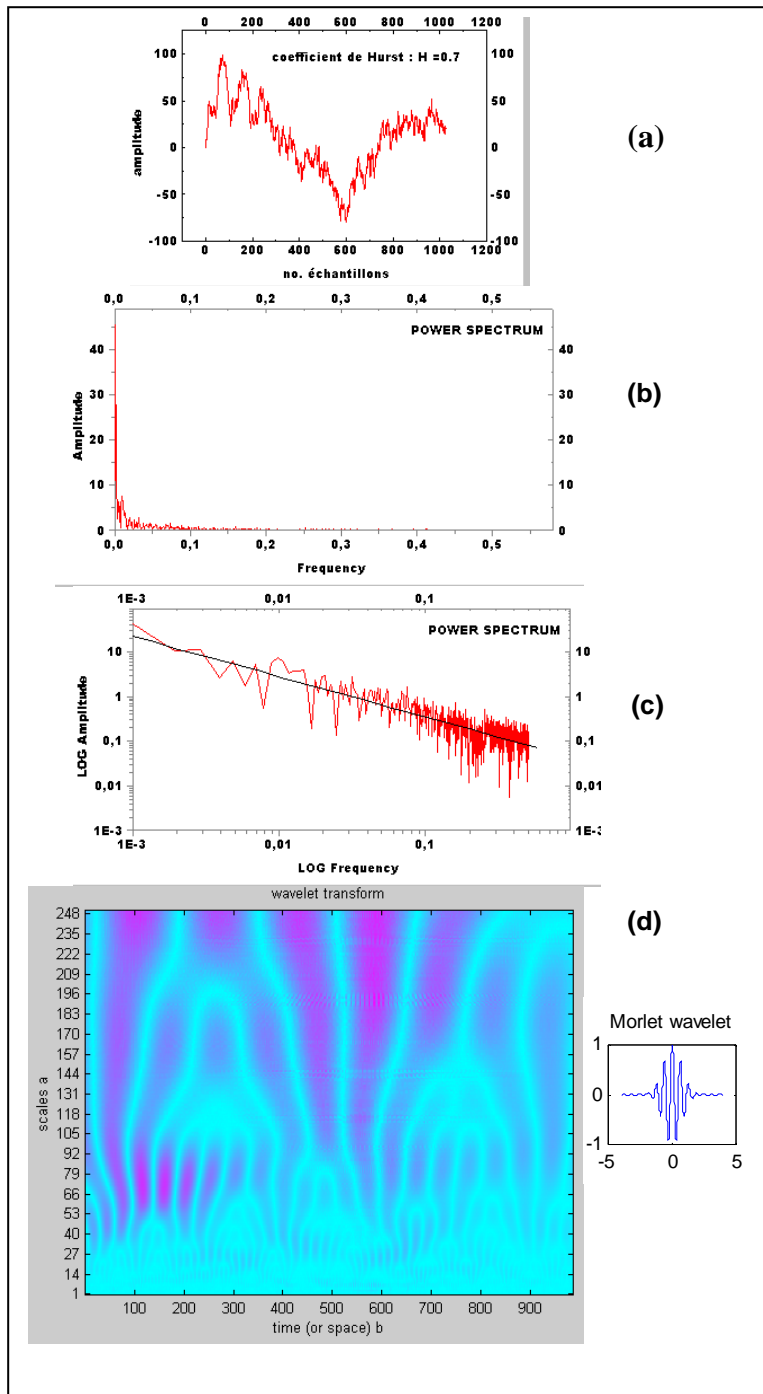 0 200 400 600 800 1000 1200
coefficient de Hurst : H =0.7
100 100
50 50
0 0
-50 -50
-100 -100
amplitude
0 200 400 600 800 1000 1200
no. échantillons
(a)
0,0 0,1 0,2 0,3 0,4 0,5
POWER SPECTRUM
40 40
30 30
20 20
10 10
0 0
Amplitude
0,0 0,1 0,2 0,3 0,4 0,5
Frequency
(b)
1E-3 0,01 0,1
POWER SPECTRUM
10 10
1 1
0,1 0,1
0,01 0,01
1E-3 1E-3
LOG Amplitude
1E-3 0,01 0,1
LOG Frequency
(c)
wavelet transform
248
235
222
209
196
183
170
157
144
131
118
105
92
79
66
53
40
27
14
1
scales a
100 200 300 400 500 600 700 800 900
time (or space) b
(d)
Morlet wavelet
1
0
-1
-5 0 5